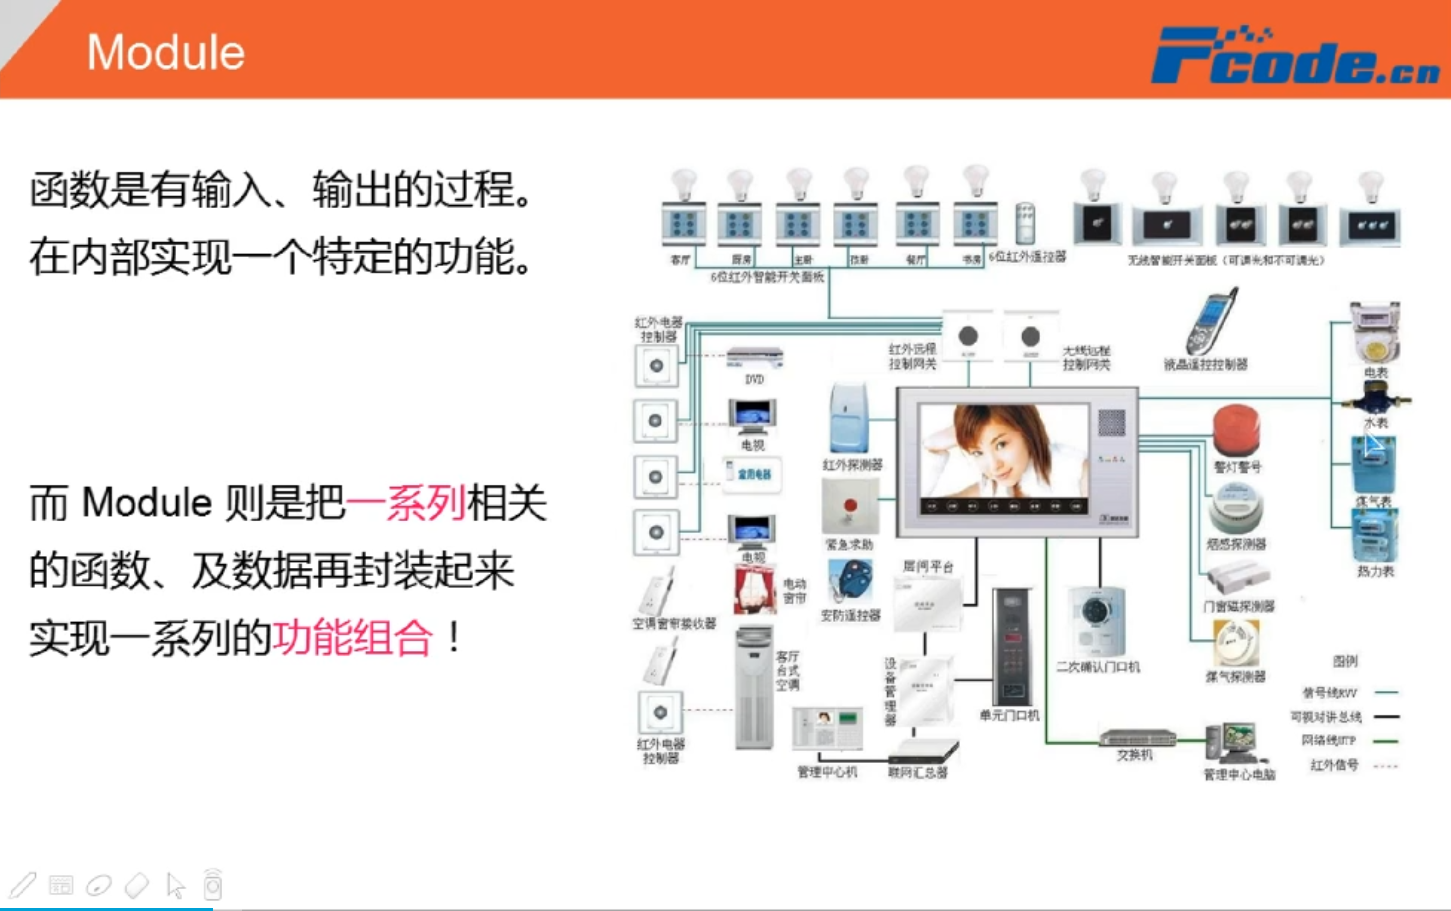 Module
Fcode.cn
函数是有输入、输出的过程。
在内部实现一个特定的功能。
而 Module 则是把一系列相关
的函数、及数据再封装起来
实现一系列的功能组合！
客厅
厨房
主卧
餐厅
书房
6位红外遥控器
6位红外智能开关面板
无线智能开关面板（可调光和不可调光）
红外电器
控制器
DVD
电视
家用电器
电视
电动
窗帘
空调窗帘接收器
客厅
台式
空调
红外电器
控制器
红外远程
控制网关
无线远程
控制网关
液晶遥控控制器
红外探测器
紧急求助
安防遥控器
居间平台
设备管理器
单元门口机
二次确认门口机
管理中心机
联网汇总器
交换机
管理中心电脑
警灯警号
烟感探测器
门窗磁探测器
煤气探测器
电表
水表
煤气表
热力表
图例
信号线RVV
可视对讲总线
网络线UTP
红外信号